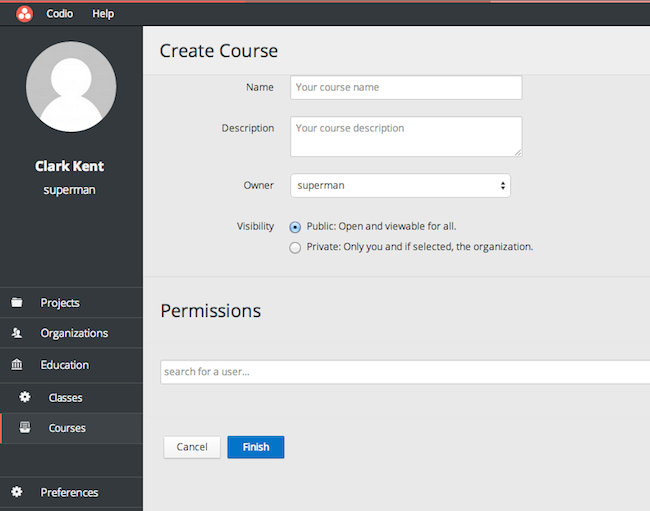 Codio Help
Clark Kent
superman
Projects
Organizations
Education
Classes
Courses
Preferences
Create Course
Name Your course name
Description Your course description
Owner superman
Visibility Public: Open and viewable for all.
Private: Only you and if selected, the organization.
Permissions
search for a user...
Cancel Finish